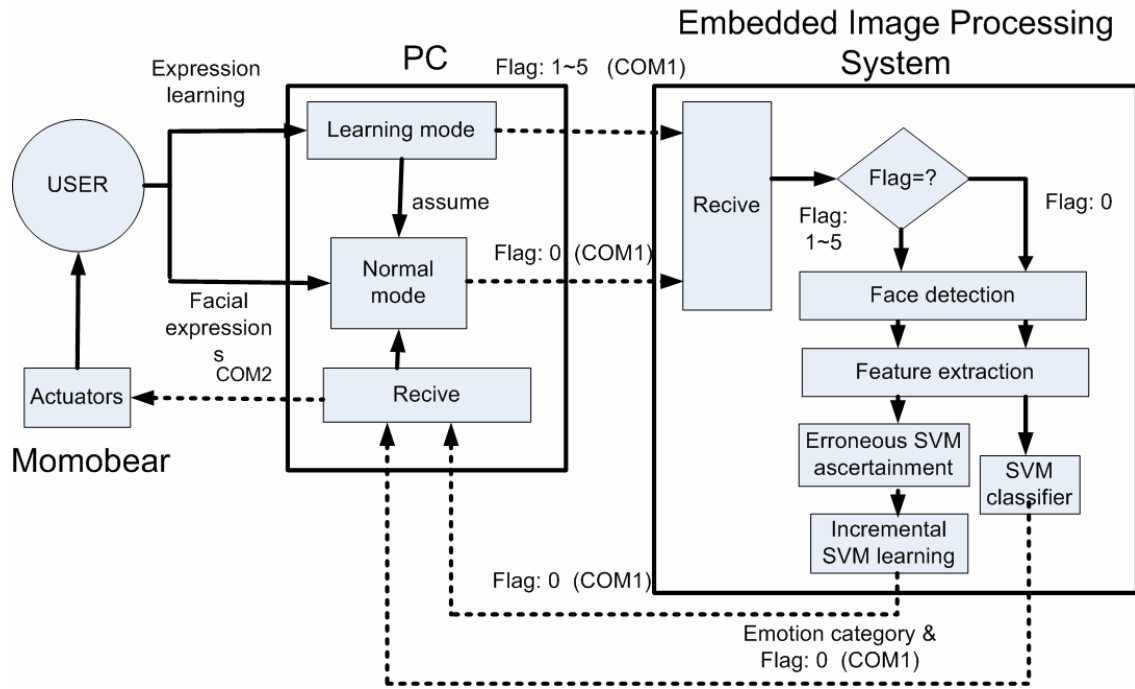 Embedded Image Processing
System
PC
Flag: 1~5 (COM1)
Expression
learning
Learning mode
USER
assume
Recive
Flag=?
Flag: 0
Flag:
1~5
Flag: 0 (COM1)
Normal
mode
Facial
expression
s
COM2
Face detection
Feature extraction
Actuators
Recive
Momobear
Erroneous SVM
ascertainment
SVM
classifier
Incremental
SVM learning
Flag: 0 (COM1)
Emotion category &
Flag: 0 (COM1)